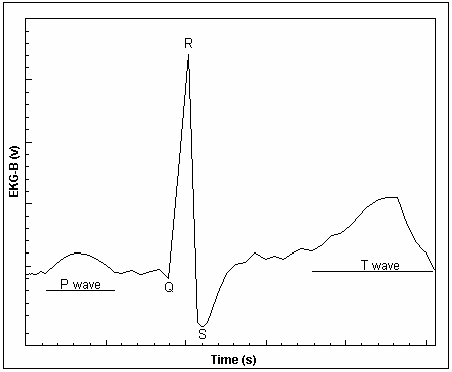 R
EKG-B (v)
P wave
Q
S
T wave
Time (s)